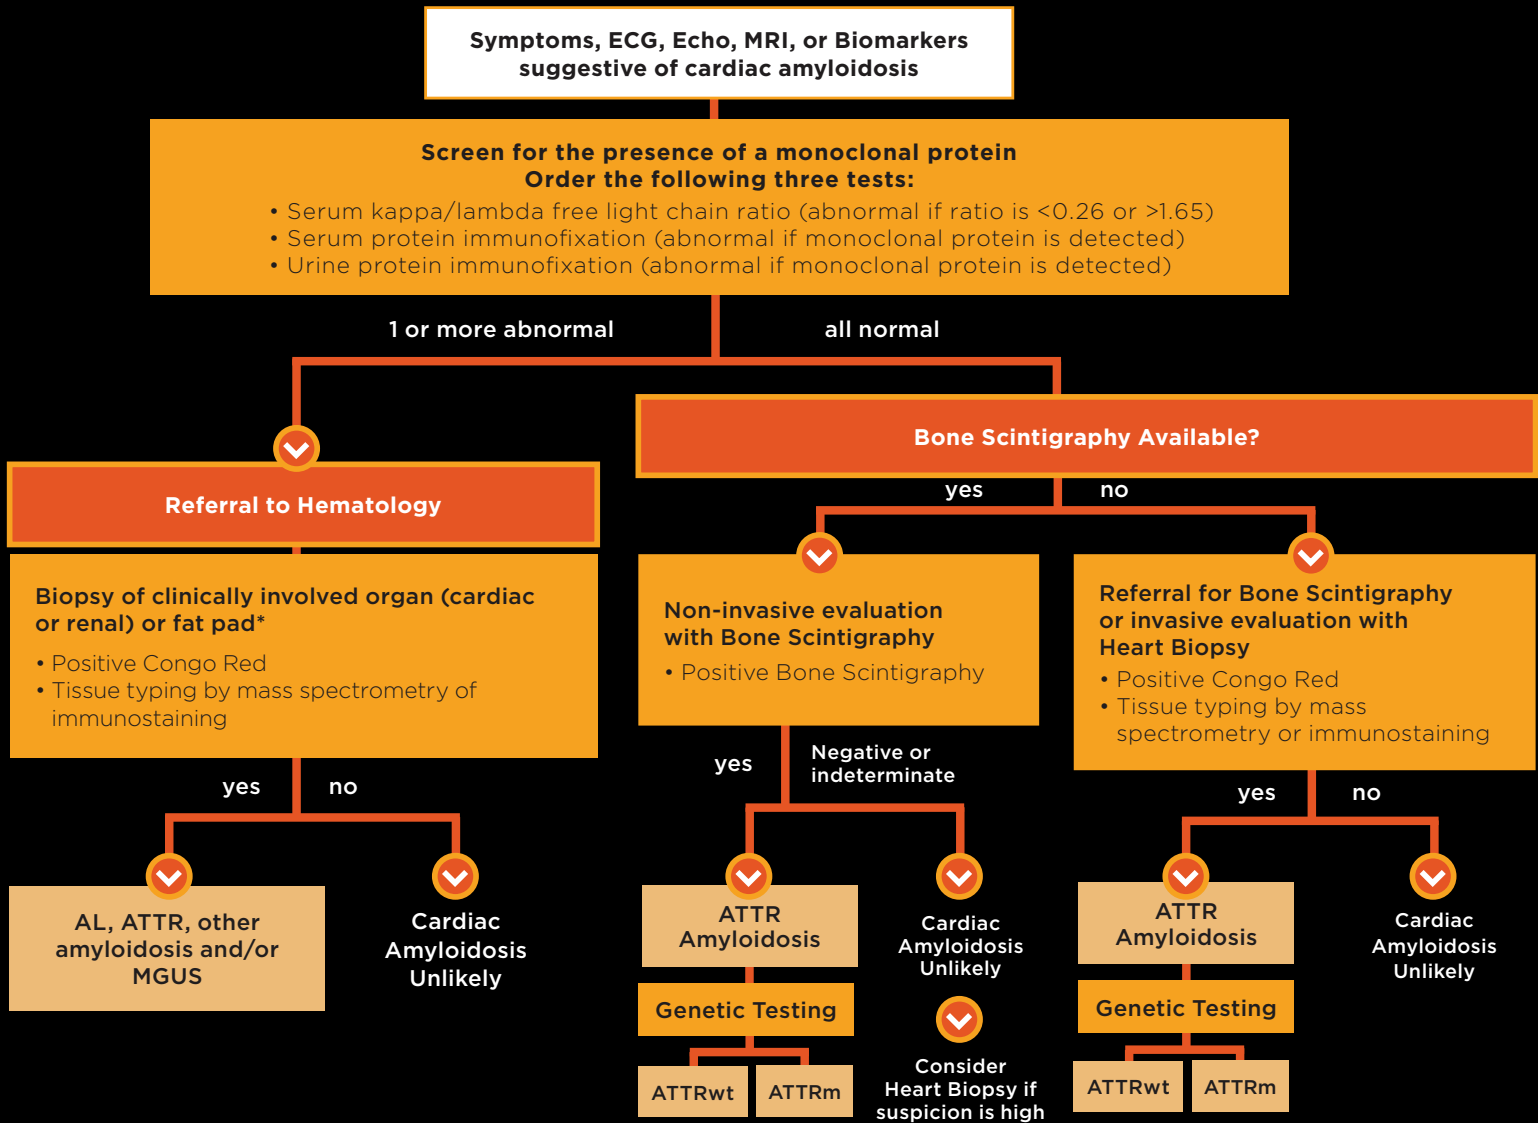 Symptoms, ECG, Echo, MRI, or Biomarkers
suggestive of cardiac amyloidosis
Screen for the presence of a monoclonal protein
Order the following three tests:
• Serum kappa/lambda free light chain ratio (abnormal if ratio is <0.26 or >1.65)
• Serum protein immunofixation (abnormal if monoclonal protein is detected)
• Urine protein immunofixation (abnormal if monoclonal protein is detected)
1 or more abnormal
all normal
Referral to Hematology
Biopsy of clinically involved organ (cardiac
or renal) or fat pad*
• Positive Congo Red
• Tissue typing by mass spectrometry of
immunostaining
yes
no
AL, ATTR, other
amyloidosis and/or
MGUS
Cardiac
Amyloidosis
Unlikely
Bone Scintigraphy Available?
yes
no
Non-invasive evaluation
with Bone Scintigraphy
• Positive Bone Scintigraphy
yes
Negative or
indeterminate
ATTR
Amyloidosis
Genetic Testing
ATTRwt
ATTRm
Cardiac
Amyloidosis
Unlikely
Consider
Heart Biopsy if
suspicion is high
Referral for Bone Scintigraphy
or invasive evaluation with
Heart Biopsy
• Positive Congo Red
• Tissue typing by mass
spectrometry or immunostaining
yes
no
ATTR
Amyloidosis
Genetic Testing
ATTRwt
ATTRm
Cardiac
Amyloidosis
Unlikely